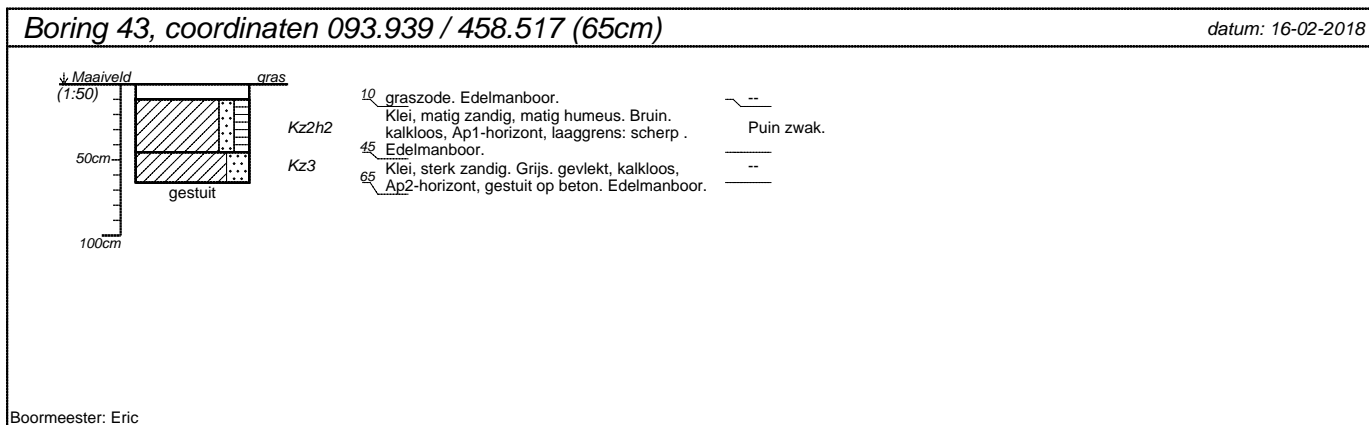 Boring 43, coordinaten 093.939 / 458.517 (65cm)
datum: 16-02-2018
Maaiveld
gras
(1:50)
10 graszode. Edelmanboor.
--
Kz2h2
Klei, matig zandig, matig humeus. Bruin.
kalkloos, Ap1-horizont, laaggrens: scherp .
Puin zwak.
45 Edelmanboor.
50cm
Kz3
Klei, sterk zandig. Grijs. gevlekt, kalkloos,
--
65 Ap2-horizont, gestuit op beton. Edelmanboor.
gestuit
100cm
Boormeester: Eric